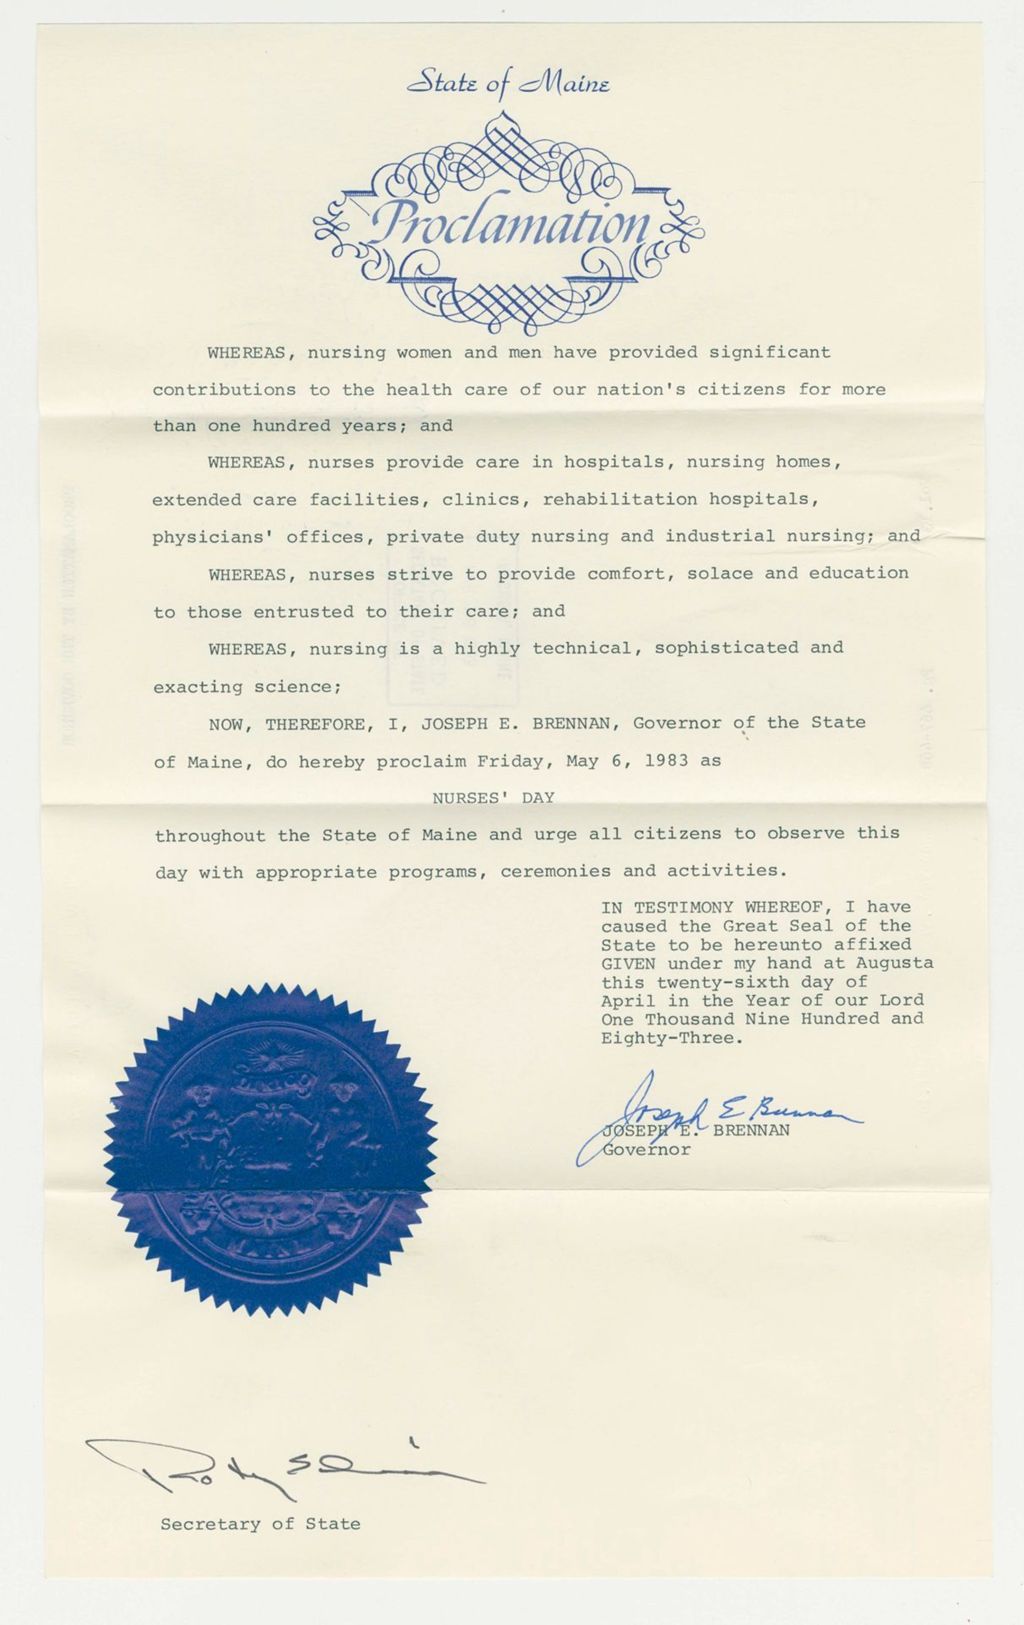 State of Maine
Proclamation
WHEREAS, nursing women and men have provided significant
contributions to the health care of our nation's citizens for more
than one hundred years; and
WHEREAS, nurses provide care in hospitals, nursing homes,
extended care facilities, clinics, rehabilitation hospitals,
physicians' offices, private duty nursing and industrial nursing; and
WHEREAS, nurses strive to provide comfort, solace and education
to those entrusted to their care; and
WHEREAS, nursing is a highly technical, sophisticated and
exacting science;
NOW, THEREFORE, I, JOSEPH E. BRENNAN, Governor of the State
of Maine, do hereby proclaim Friday, May 6, 1983 as
NURSES' DAY
throughout the State of Maine and urge all citizens to observe this
day with appropriate programs, ceremonies and activities.
IN TESTIMONY WHEREOF, I have
caused the Great Seal of the
State to be hereunto affixed
GIVEN under my hand at Augusta
this twenty-sixth day of
April in the Year of our Lord
One Thousand Nine Hundred and
Eighty-Three.
Joseph E Brennan
JOSEPH E. BRENNAN
Governor
DIRIGO
Secretary of State